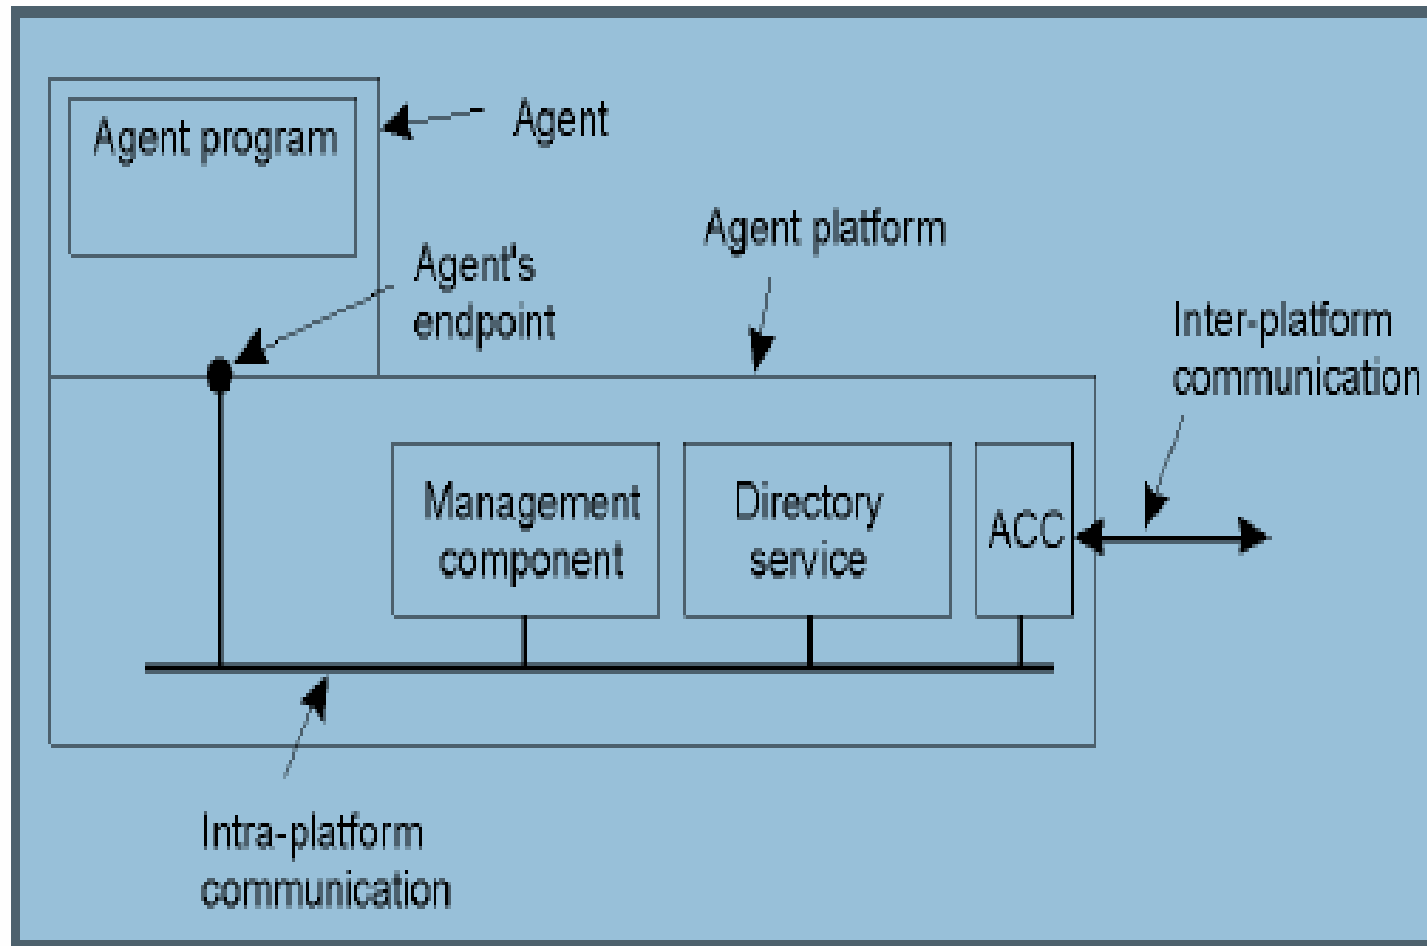 Agent program
Agent
Agent platform
Agent's
endpoint
Inter-platform
communication
Management
component
Directory
service
ACC
Intra-platform
communication